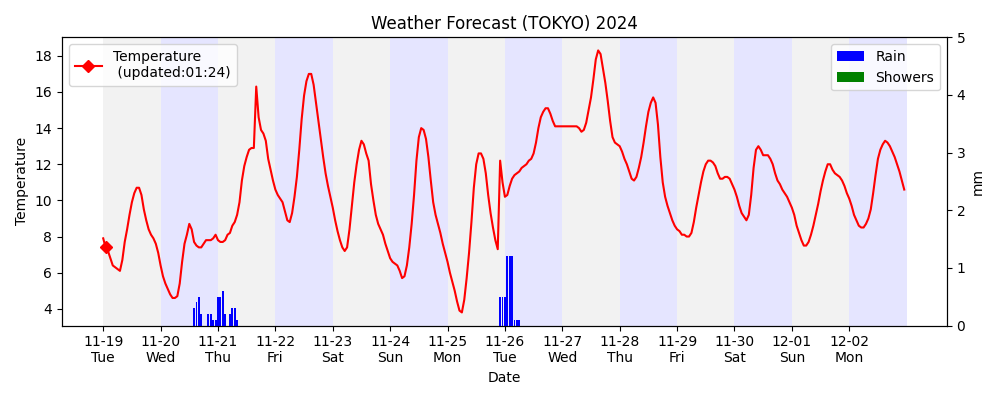 Weather Forecast (TOKYO) 2024
Temperature
(updated:01:24)
Rain
Showers
Temperature
18
16
14
12
10
8
6
4
5
4
3
2
1
0
mm
11-19 11-20 11-21 11-22 11-23 11-24 11-25 11-26 11-27 11-28 11-29 11-30 12-01 12-02
Tue Wed Thu Fri Sat Sun Mon Tue Wed Thu Fri Sat Sun Mon
Date